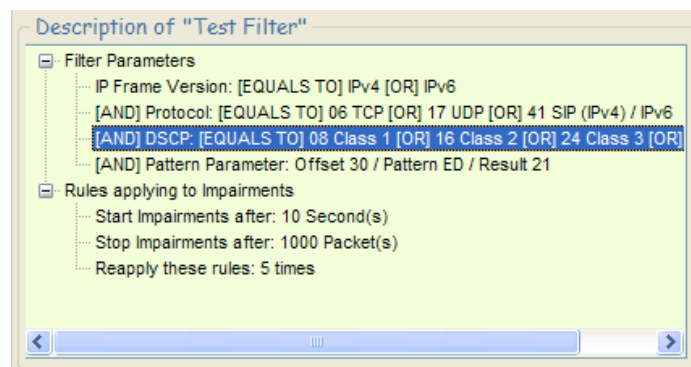 Description of "Test Filter"
Filter Parameters
IP Frame Version: [EQUALS TO] IPv4 [OR] IPv6
[AND] Protocol: [EQUALS TO] 06 TCP [OR] 17 UDP [OR] 41 SIP (IPv4) / IPv6
[AND] DSCP: [EQUALS TO] 08 Class 1 [OR] 16 Class 2 [OR] 24 Class 3 [OR]
[AND] Pattern Parameter: Offset 30 / Pattern ED / Result 21
Rules applying to Impairments
Start Impairments after: 10 Second(s)
Stop Impairments after: 1000 Packet(s)
Reapply these rules: 5 times